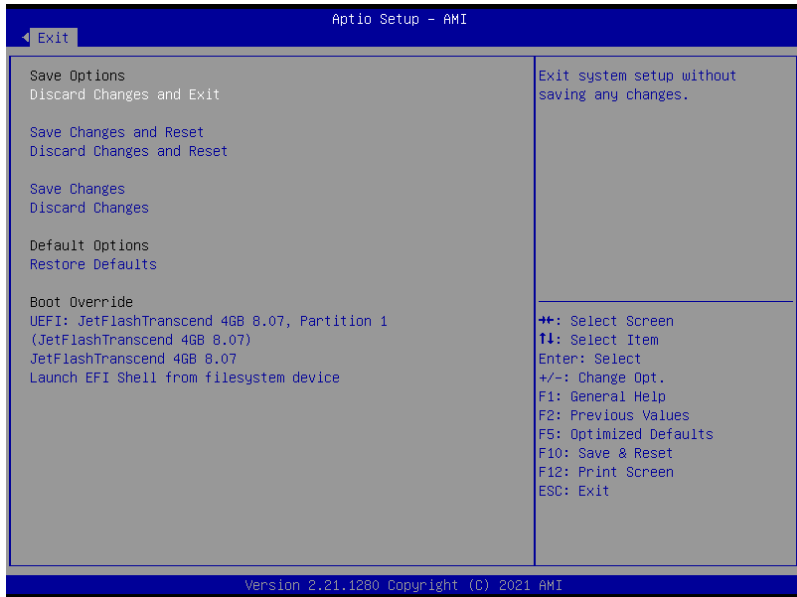 Aptio Setup – AMI
Exit
Save Options
Discard Changes and Exit
Save Changes and Reset
Discard Changes and Reset
Save Changes
Discard Changes
Default Options
Restore Defaults
Boot Override
UEFI: JetFlashTranscend 4GB 8.07, Partition 1
(JetFlashTranscend 4GB 8.07)
JetFlashTranscend 4GB 8.07
Launch EFI Shell from filesystem device
Exit system setup without
saving any changes.
→←: Select Screen
↑↓: Select Item
Enter: Select
+/-: Change Opt.
F1: General Help
F2: Previous Values
F5: Optimized Defaults
F10: Save & Reset
F12: Print Screen
ESC: Exit
Version 2.21.1280 Copyright (C) 2021 AMI